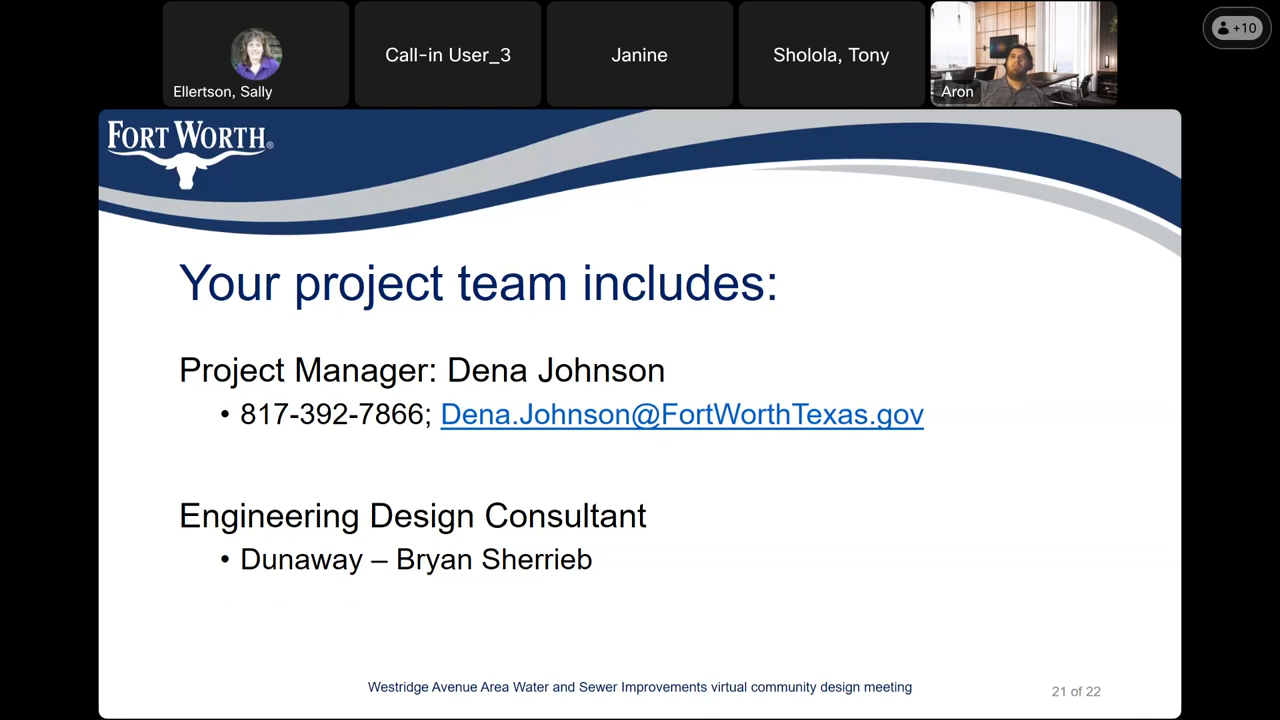 Ellertson, Sally
Call-in User_3
Janine
Sholola, Tony
Aron
+10
FORT WORTH®
Your project team includes:
Project Manager: Dena Johnson
• 817-392-7866; Dena.Johnson@FortWorthTexas.gov
Engineering Design Consultant
• Dunaway – Bryan Sherrieb
Westridge Avenue Area Water and Sewer Improvements virtual community design meeting
21 of 22